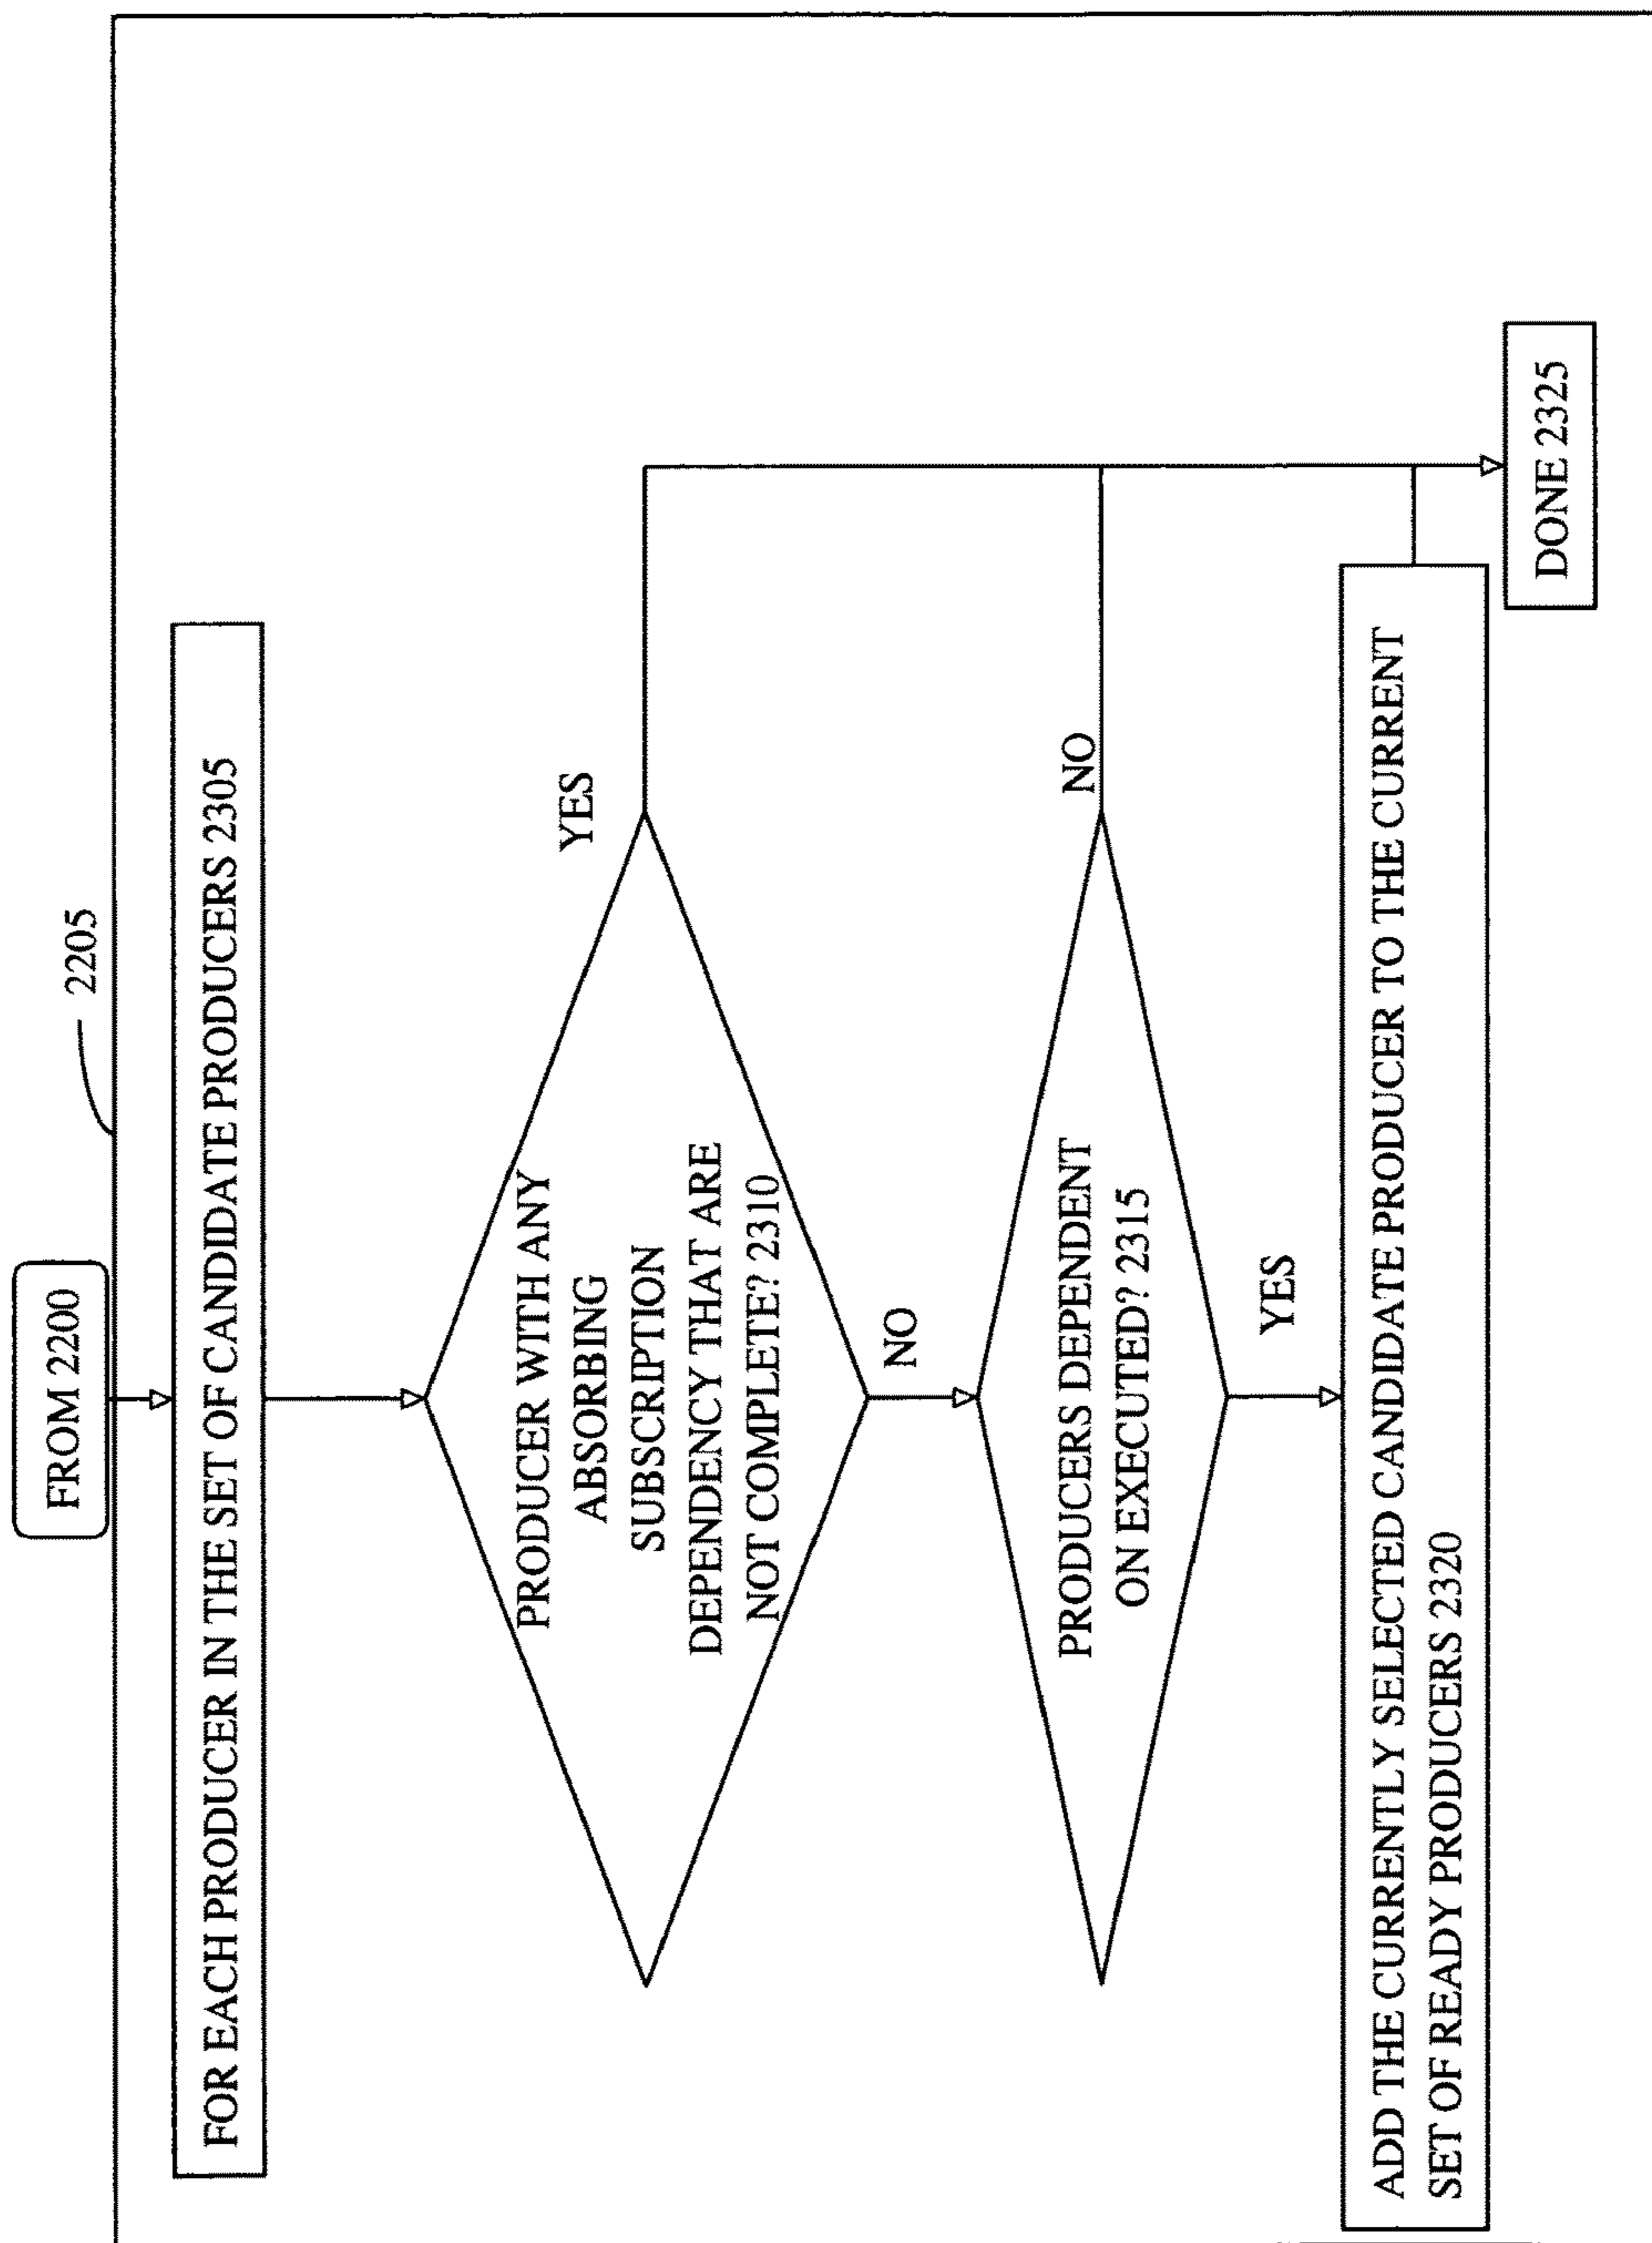 FROM 2200
2205
FOR EACH PRODUCER IN THE SET OF CANDIDATE PRODUCERS 2305
PRODUCER WITH ANY
ABSORBING
SUBSCRIPTION
DEPENDENCY THAT ARE
NOT COMPLETE? 2310
YES
NO
PRODUCERS DEPENDENT
ON EXECUTED? 2315
NO
YES
ADD THE CURRENTLY SELECTED CANDIDATE PRODUCER TO THE CURRENT
SET OF READY PRODUCERS 2320
DONE 2325